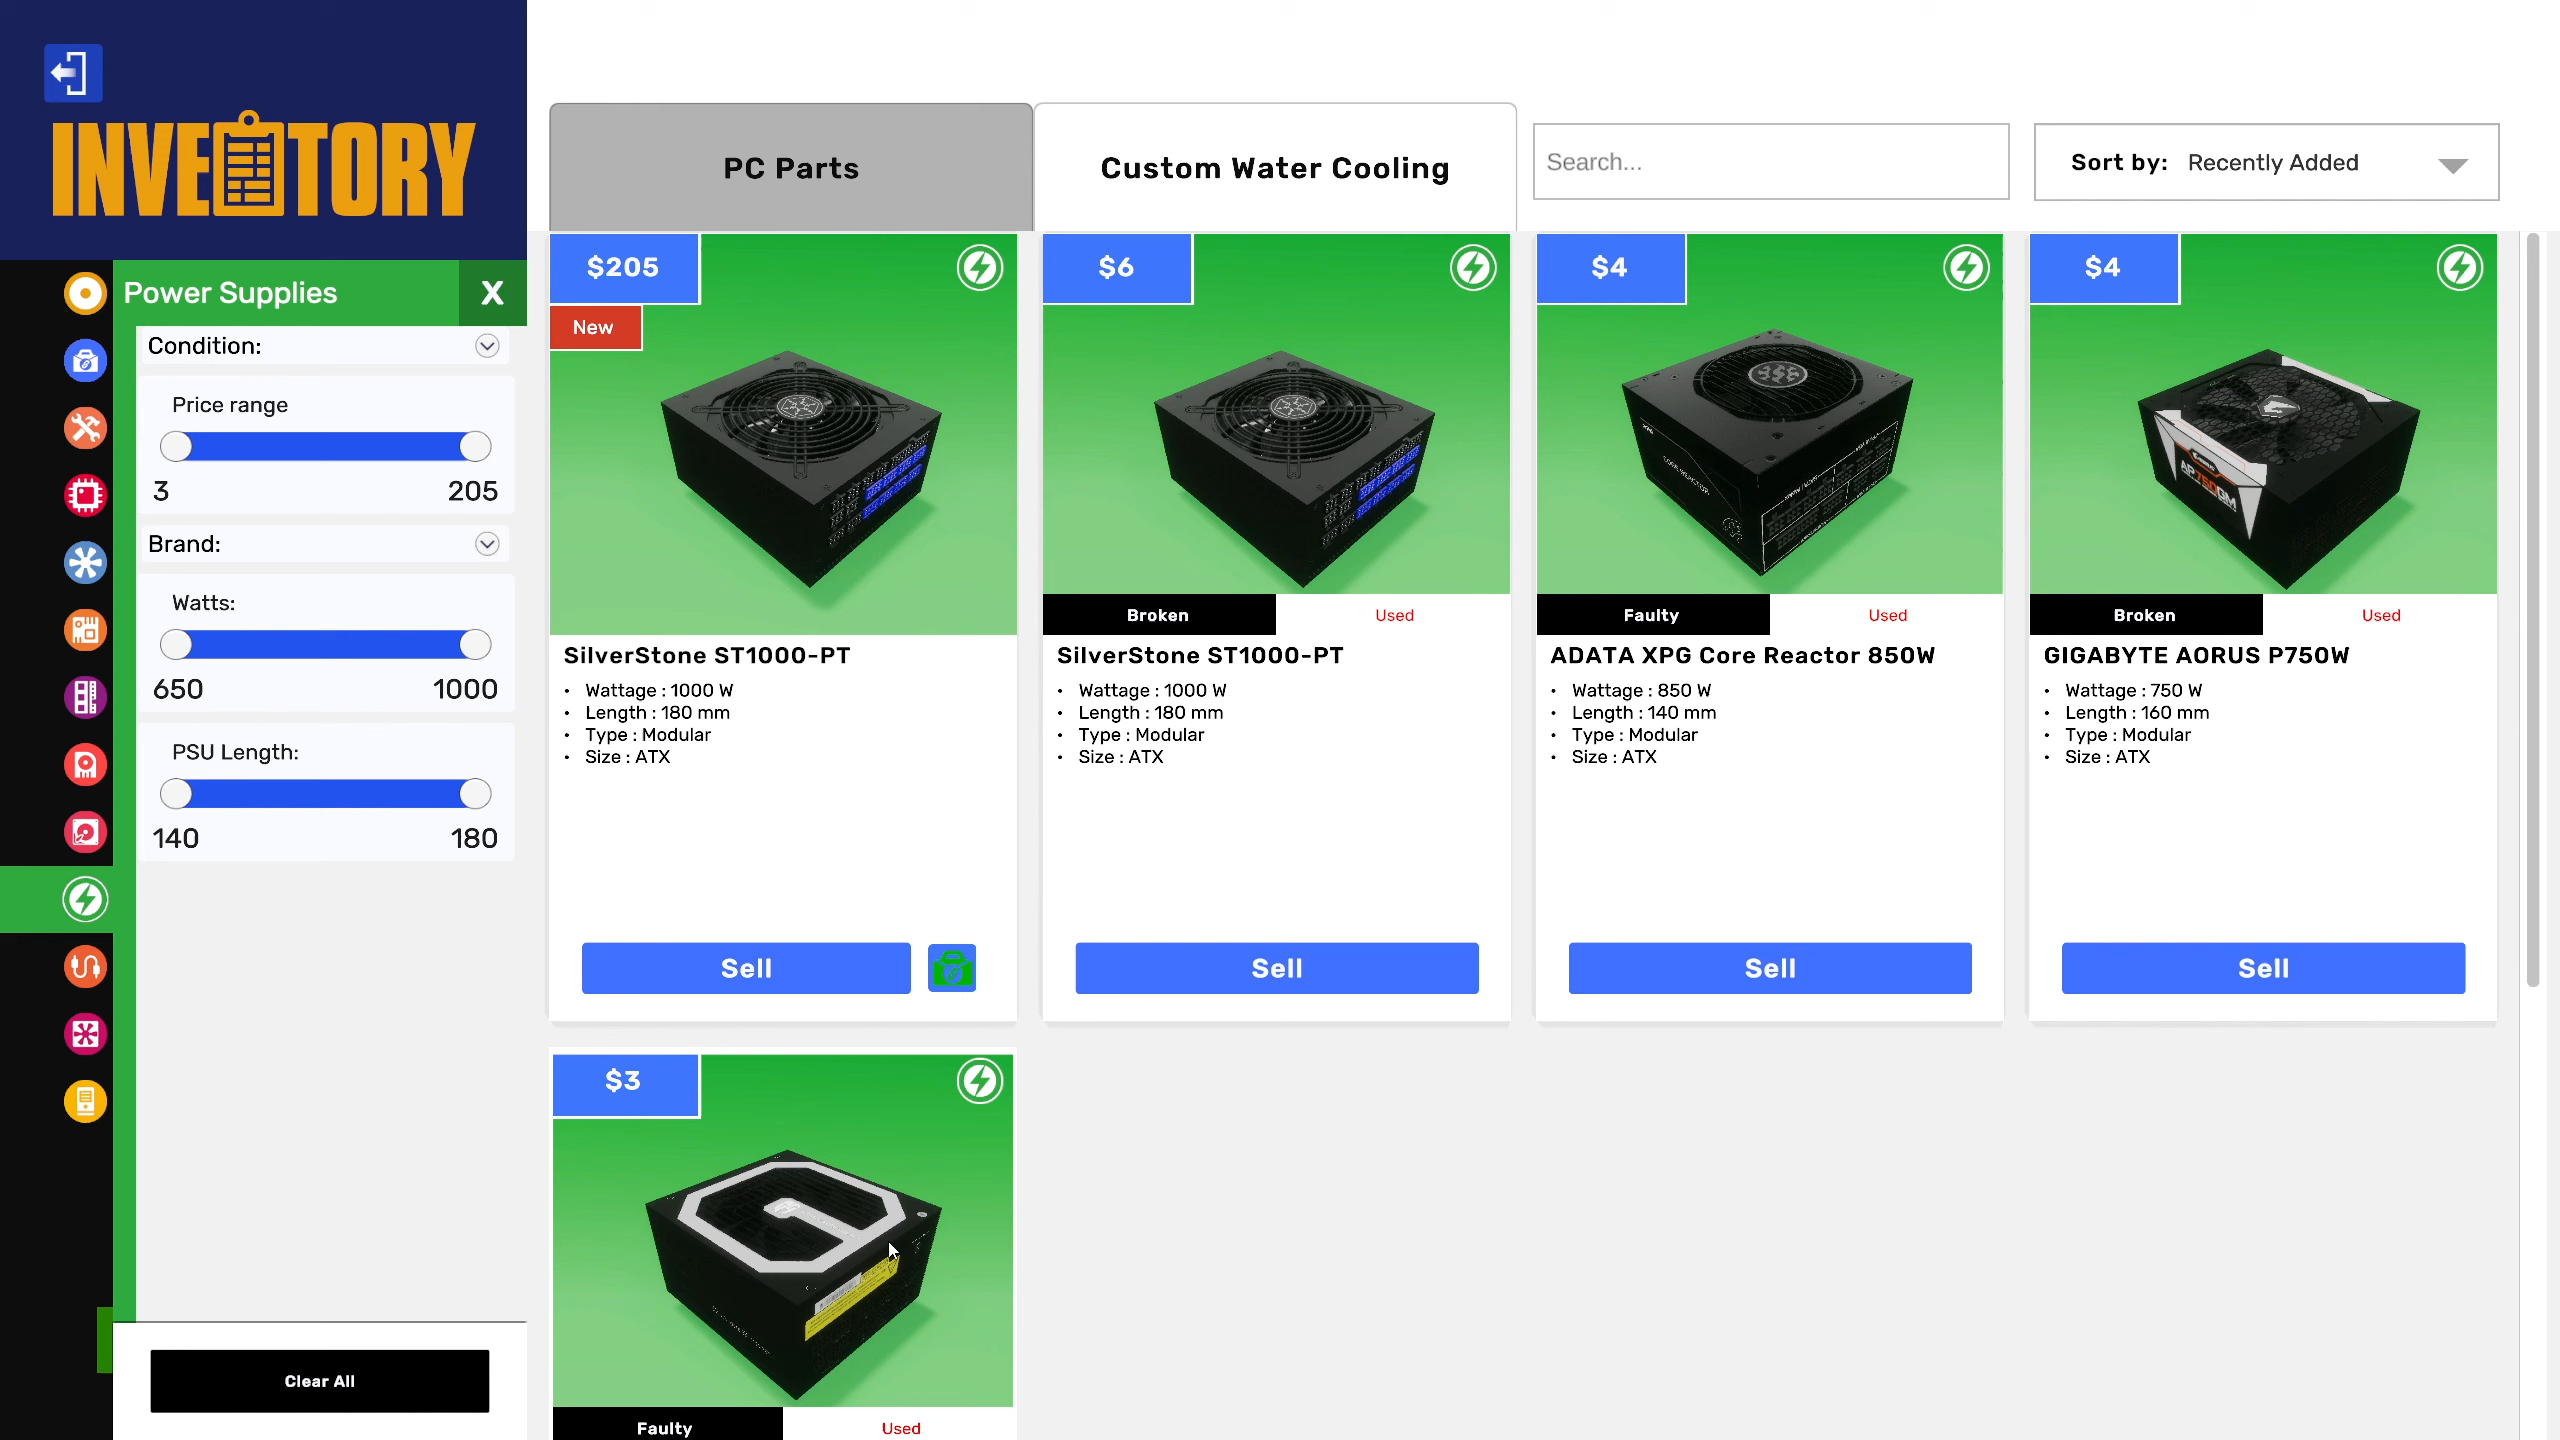 INVENTORY
PC Parts
Custom Water Cooling
Search...
Sort by: Recently Added
Power Supplies
X
Condition:
Price range
3 205
Brand:
Watts:
650 1000
PSU Length:
140 180
Clear All
$205
New
SilverStone ST1000-PT
• Wattage : 1000 W
• Length : 180 mm
• Type : Modular
• Size : ATX
Sell
$6
Broken
Used
SilverStone ST1000-PT
• Wattage : 1000 W
• Length : 180 mm
• Type : Modular
• Size : ATX
Sell
$4
Faulty
Used
ADATA XPG Core Reactor 850W
• Wattage : 850 W
• Length : 140 mm
• Type : Modular
• Size : ATX
Sell
$4
AP750GM
Broken
Used
GIGABYTE AORUS P750W
• Wattage : 750 W
• Length : 160 mm
• Type : Modular
• Size : ATX
Sell
$3
Faulty
Used